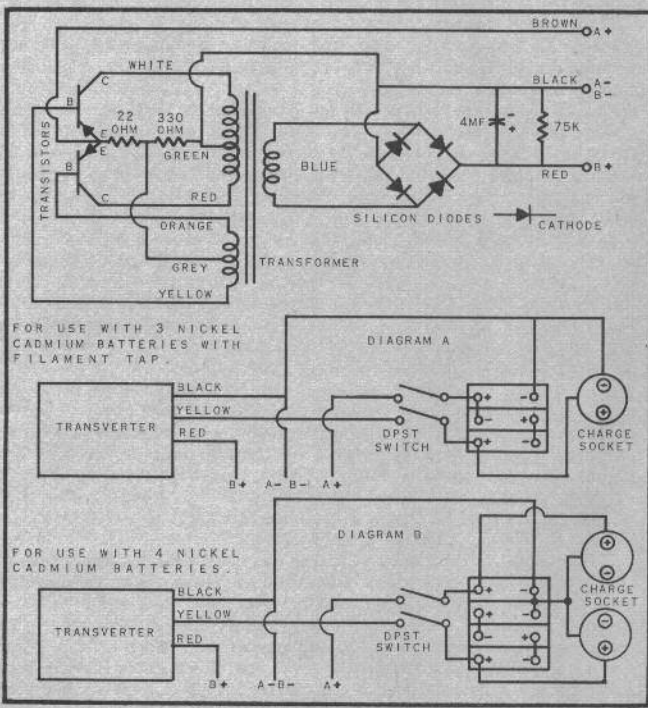 BROWN A+
WHITE
C
BLACK A-
B-
B
22 OHM
330 OHM
4MF - +
75K
TRANSISTORS
E
E
GREEN
BLUE
B
RED B+
RED
C
SILICON DIODES
CATHODE
ORANGE
GREY
TRANSFORMER
YELLOW
FOR USE WITH 3 NICKEL
CADMIUM BATTERIES WITH
FILAMENT TAP.
DIAGRAM A
BLACK
YELLOW
RED
TRANSVERTER
+ -
- +
+ -
DPST
SWITCH
-
+
CHARGE
SOCKET
B+ A- B- A+
DIAGRAM B
FOR USE WITH 4 NICKEL
CADMIUM BATTERIES.
BLACK
YELLOW
RED
TRANSVERTER
+ -
+ -
- +
+ -
DPST
SWITCH
+
-
CHARGE
SOCKET
-
+
B+ A-B- A+